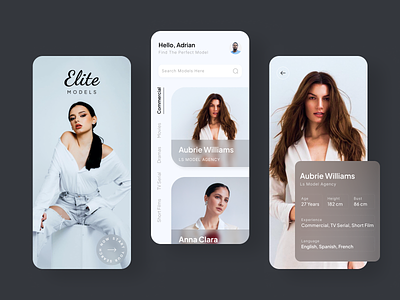 Elite
MODELS
Hello, Adrian
Find The Perfect Model
Search Models Here
Commercial
Movies
Dramas
TV Serial
Short Films
Aubrie Williams
LS MODEL AGENCY
Anna Clara
Aubrie Williams
Ls Model Agency
Age
Height
Bust
27 Years
182 cm
86 cm
Experience
Commercial, TV Serial, Short Film
Language
English, Spanish, French